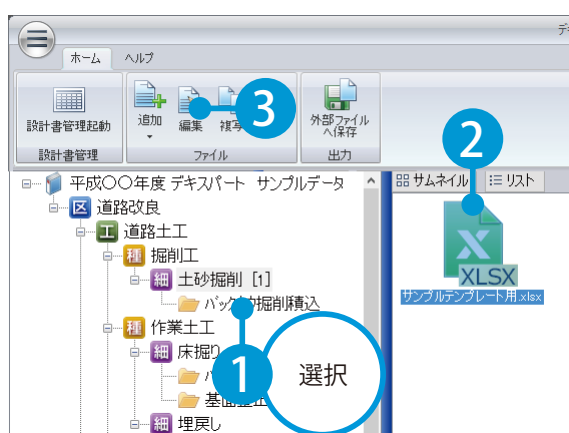 デキ
ホーム ヘルプ
設計書管理起動
追加
編集
複写
外部ファイル
へ保存
設計書管理
ファイル
出力
3
2
平成〇〇年度 デキスパート サンプルデータ
サムネイル
リスト
区 道路改良
工 道路土工
種 掘削工
細 土砂掘削 [1]
掘削積込
種 作業土工
細 床掘り
細 埋戻し
1
選択
X
XLSX
サンプルテンプレート用.xlsx